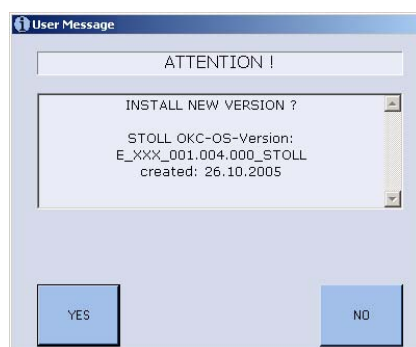 User Message
ATTENTION !
INSTALL NEW VERSION ?
STOLL OKC-OS-Version:
E_XXX_001.004.000_STOLL
created: 26.10.2005
YES
NO